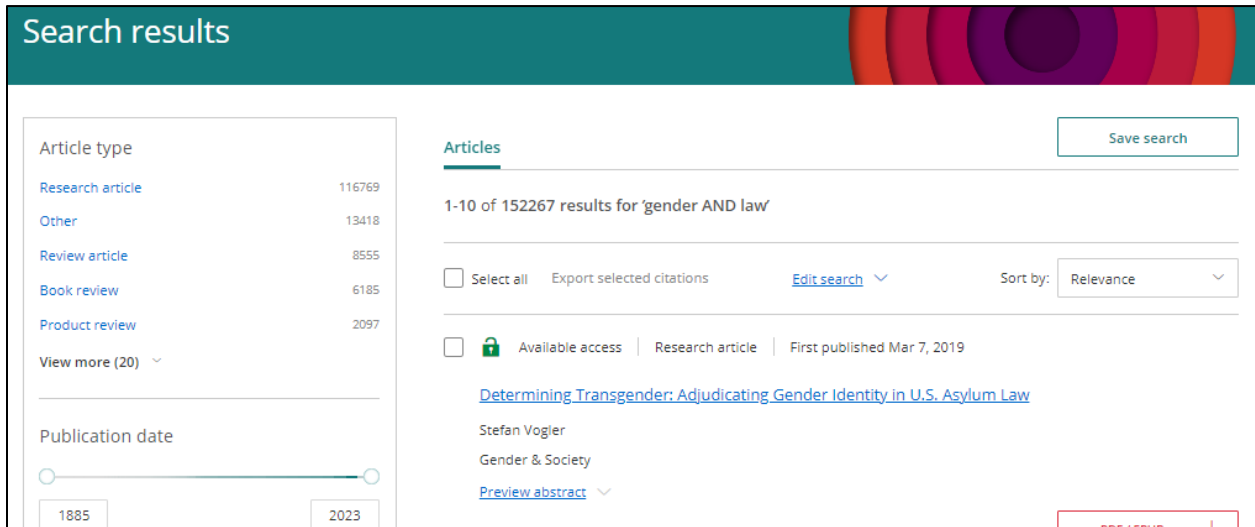 Search results
Article type
Research article 116769
Other 13418
Review article 8555
Book review 6185
Product review 2097
View more (20)
Publication date
1885 2023
Articles
Save search
1-10 of 152267 results for 'gender AND law'
Select all Export selected citations Edit search Sort by: Relevance
Available access Research article First published Mar 7, 2019
Determining Transgender: Adjudicating Gender Identity in U.S. Asylum Law
Stefan Vogler
Gender & Society
Preview abstract